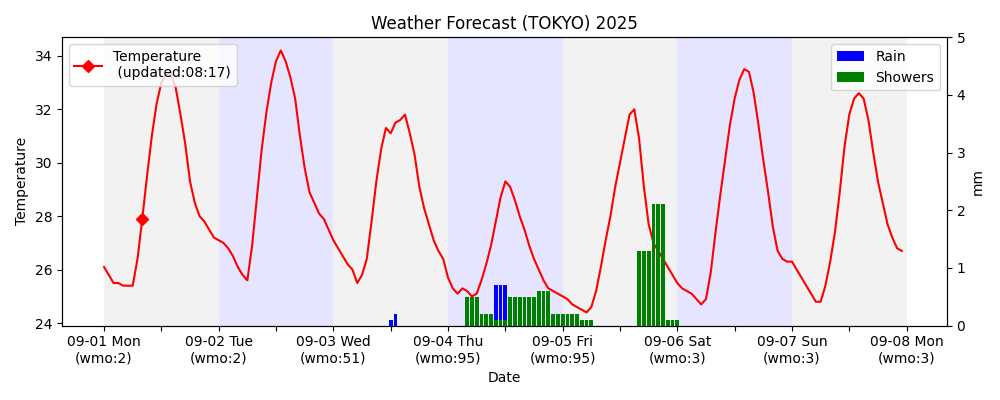 Weather Forecast (TOKYO) 2025
Temperature
(updated:08:17)
Rain
Showers
34
32
30
28
26
24
Temperature
5
4
3
2
1
0
mm
09-01 Mon
(wmo:2)
09-02 Tue
(wmo:2)
09-03 Wed
(wmo:51)
09-04 Thu
(wmo:95)
09-05 Fri
(wmo:95)
09-06 Sat
(wmo:3)
09-07 Sun
(wmo:3)
09-08 Mon
(wmo:3)
Date